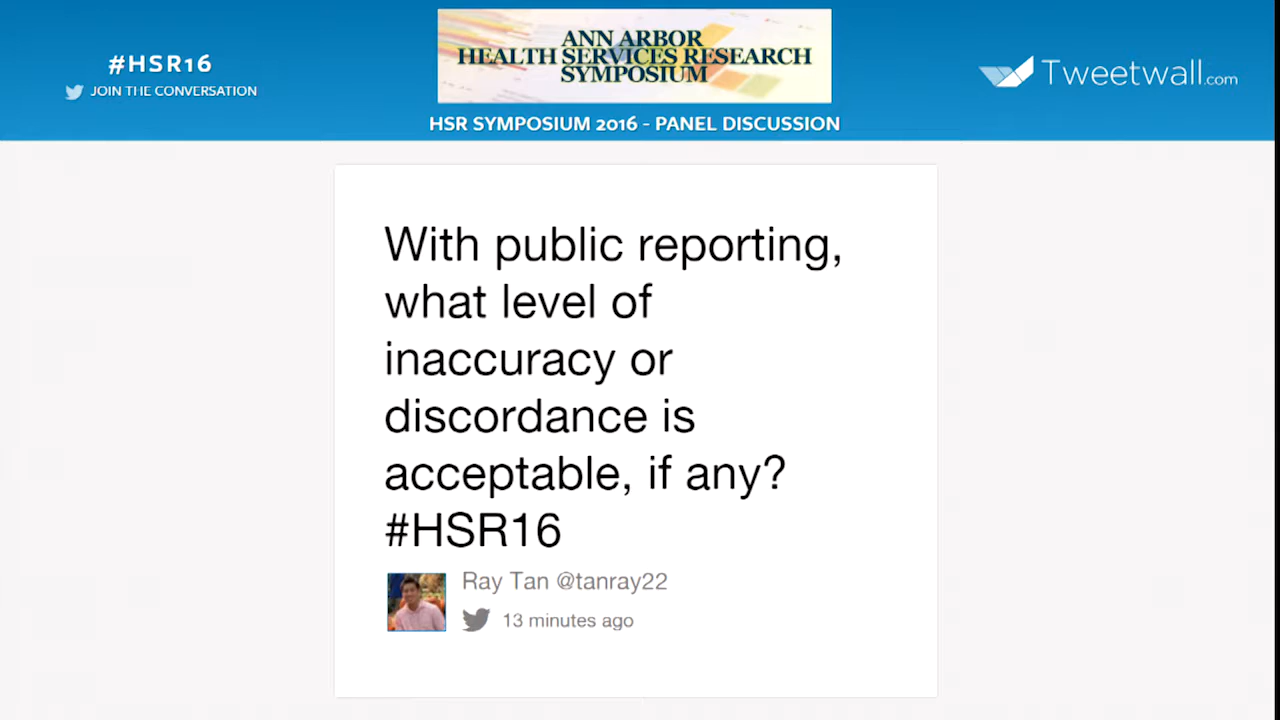 #HSR16
JOIN THE CONVERSATION
ANN ARBOR
HEALTH SERVICES RESEARCH
SYMPOSIUM
HSR SYMPOSIUM 2016 - PANEL DISCUSSION
Tweetwall.com
With public reporting,
what level of
inaccuracy or
discordance is
acceptable, if any?
#HSR16
Ray Tan @tanray22
13 minutes ago